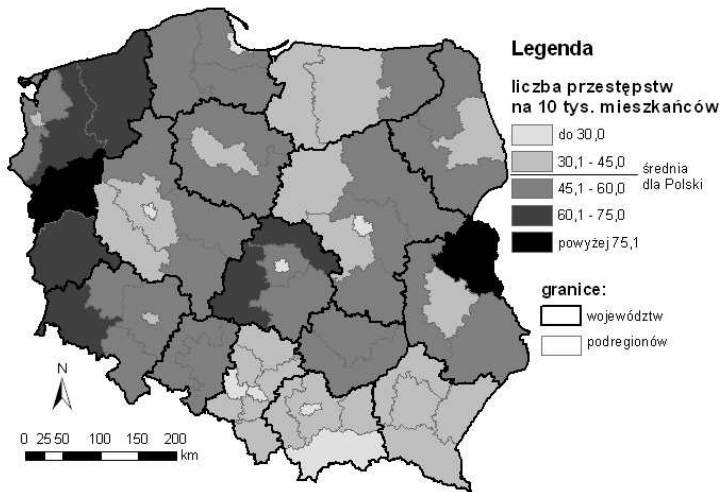 Legenda
liczba przestępstw
na 10 tys. mieszkańców
do 30,0
30,1 - 45,0
średnia
dla Polski
45,1 - 60,0
60,1 - 75,0
powyżej 75,1
granice:
województw
podregionów
N
0 25 50 100 150 200
km